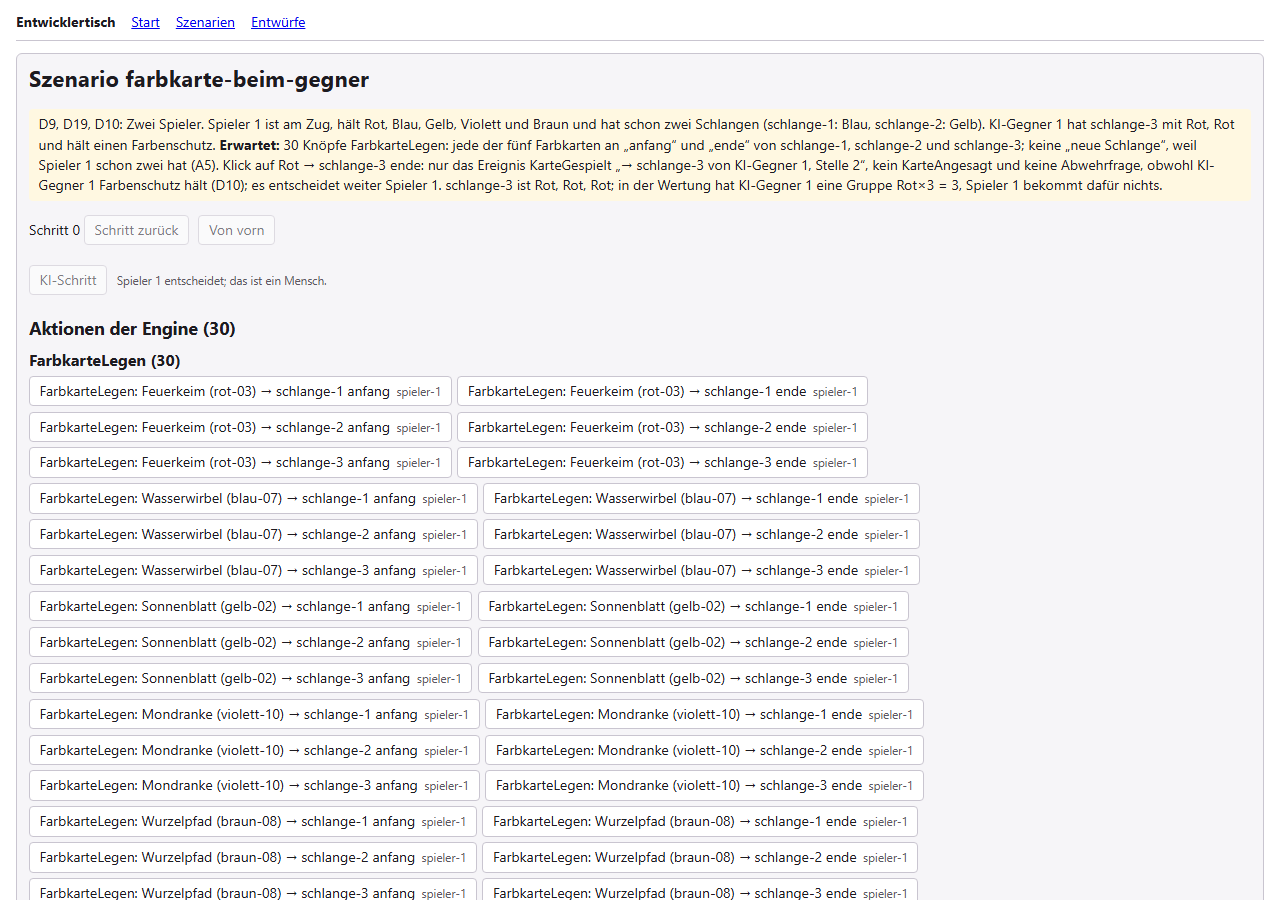 Entwicklertisch Start Szenarien Entwürfe
Szenario farbkarte-beim-gegner
D9, D19, D10: Zwei Spieler. Spieler 1 ist am Zug, hält Rot, Blau, Gelb, Violett und Braun und hat schon zwei Schlangen (schlange-1: Blau, schlange-2: Gelb). KI-Gegner 1 hat schlange-3 mit Rot, Rot
und hält einen Farbenschutz. Erwartet: 30 Knöpfe FarbkarteLegen: jede der fünf Farbkarten an „anfang“ und „ende“ von schlange-1, schlange-2 und schlange-3; keine „neue Schlange“, weil
Spieler 1 schon zwei hat (A5). Klick auf Rot → schlange-3 ende: nur das Ereignis KarteGespielt „→ schlange-3 von KI-Gegner 1, Stelle 2“, kein KarteAngesagt und keine Abwehrfrage, obwohl KI-
Gegner 1 Farbenschutz hält (D10); es entscheidet weiter Spieler 1. schlange-3 ist Rot, Rot, Rot; in der Wertung hat KI-Gegner 1 eine Gruppe Rot×3 = 3, Spieler 1 bekommt dafür nichts.
Schritt 0 Schritt zurück Von vorn
KI-Schritt Spieler 1 entscheidet; das ist ein Mensch.
Aktionen der Engine (30)
FarbkarteLegen (30)
FarbkarteLegen: Feuerkeim (rot-03) → schlange-1 anfang spieler-1 FarbkarteLegen: Feuerkeim (rot-03) → schlange-1 ende spieler-1
FarbkarteLegen: Feuerkeim (rot-03) → schlange-2 anfang spieler-1 FarbkarteLegen: Feuerkeim (rot-03) → schlange-2 ende spieler-1
FarbkarteLegen: Feuerkeim (rot-03) → schlange-3 anfang spieler-1 FarbkarteLegen: Feuerkeim (rot-03) → schlange-3 ende spieler-1
FarbkarteLegen: Wasserwirbel (blau-07) → schlange-1 anfang spieler-1 FarbkarteLegen: Wasserwirbel (blau-07) → schlange-1 ende spieler-1
FarbkarteLegen: Wasserwirbel (blau-07) → schlange-2 anfang spieler-1 FarbkarteLegen: Wasserwirbel (blau-07) → schlange-2 ende spieler-1
FarbkarteLegen: Wasserwirbel (blau-07) → schlange-3 anfang spieler-1 FarbkarteLegen: Wasserwirbel (blau-07) → schlange-3 ende spieler-1
FarbkarteLegen: Sonnenblatt (gelb-02) → schlange-1 anfang spieler-1 FarbkarteLegen: Sonnenblatt (gelb-02) → schlange-1 ende spieler-1
FarbkarteLegen: Sonnenblatt (gelb-02) → schlange-2 anfang spieler-1 FarbkarteLegen: Sonnenblatt (gelb-02) → schlange-2 ende spieler-1
FarbkarteLegen: Sonnenblatt (gelb-02) → schlange-3 anfang spieler-1 FarbkarteLegen: Sonnenblatt (gelb-02) → schlange-3 ende spieler-1
FarbkarteLegen: Mondranke (violett-10) → schlange-1 anfang spieler-1 FarbkarteLegen: Mondranke (violett-10) → schlange-1 ende spieler-1
FarbkarteLegen: Mondranke (violett-10) → schlange-2 anfang spieler-1 FarbkarteLegen: Mondranke (violett-10) → schlange-2 ende spieler-1
FarbkarteLegen: Mondranke (violett-10) → schlange-3 anfang spieler-1 FarbkarteLegen: Mondranke (violett-10) → schlange-3 ende spieler-1
FarbkarteLegen: Wurzelpfad (braun-08) → schlange-1 anfang spieler-1 FarbkarteLegen: Wurzelpfad (braun-08) → schlange-1 ende spieler-1
FarbkarteLegen: Wurzelpfad (braun-08) → schlange-2 anfang spieler-1 FarbkarteLegen: Wurzelpfad (braun-08) → schlange-2 ende spieler-1
FarbkarteLegen: Wurzelpfad (braun-08) → schlange-3 anfang spieler-1 FarbkarteLegen: Wurzelpfad (braun-08) → schlange-3 ende spieler-1